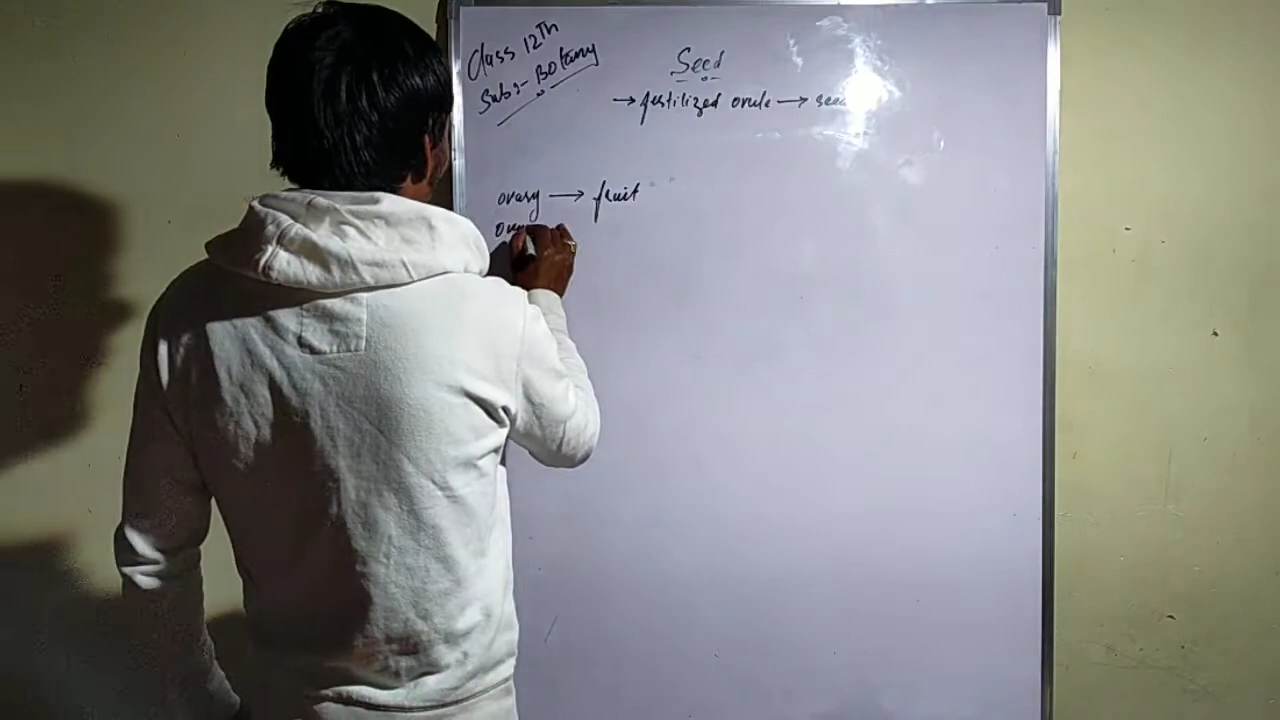 Class 12th
Sub:- Botany
Seed
→ fertilized ovule → seed
ovary → fruit